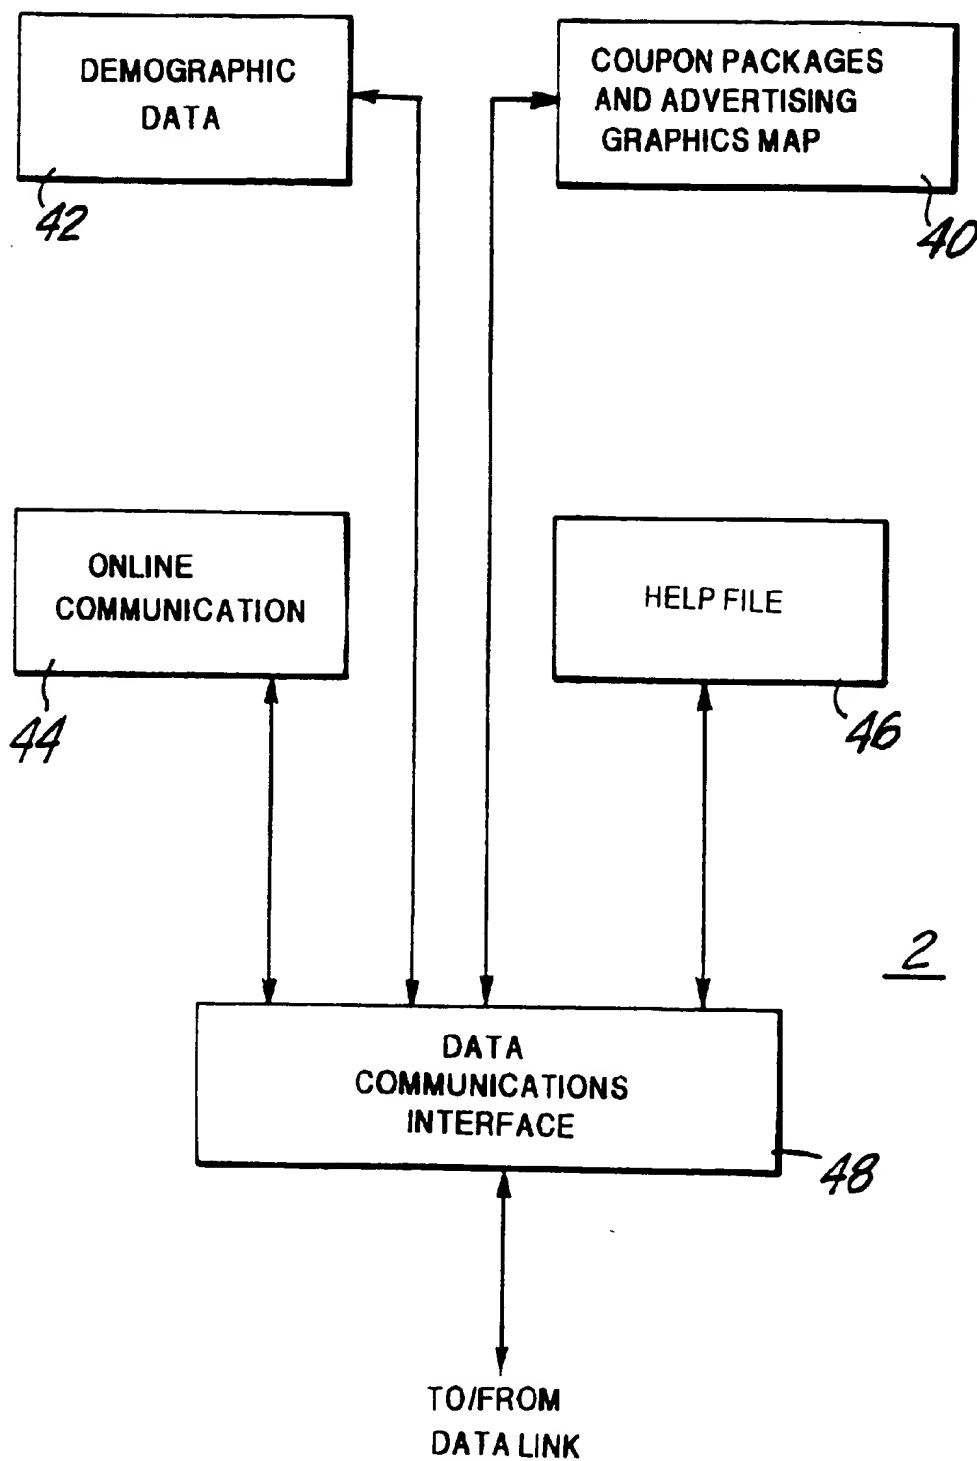 DEMOGRAPHIC
DATA
42
COUPON PACKAGES
AND ADVERTISING
GRAPHICS MAP
40
ONLINE
COMMUNICATION
44
HELP FILE
46
2
DATA
COMMUNICATIONS
INTERFACE
48
TO/FROM
DATA LINK